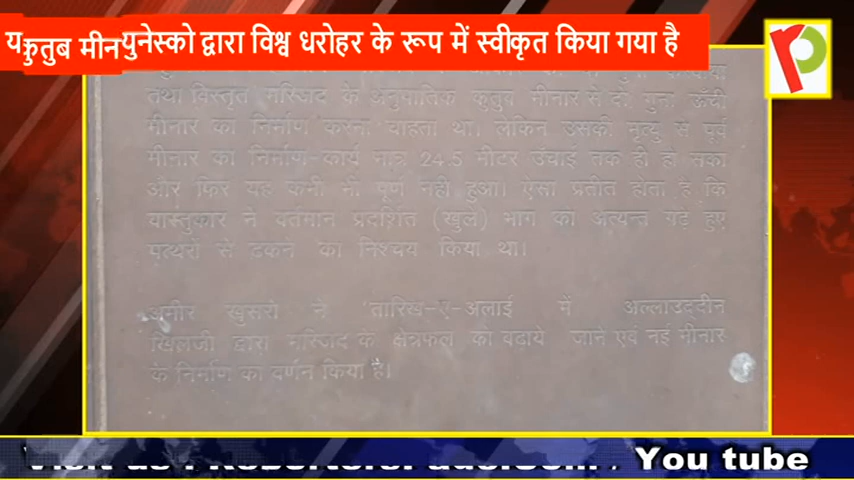 य
कुतुब मीन
युनेस्को द्वारा विश्व धरोहर के रूप में स्वीकृत किया गया है
तथा विस्तृत मस्जिद के अनुपातिक कुतुब मीनार से दो गुना ऊँची
मीनार का निर्माण करना चाहता था। लेकिन उसकी मृत्यु से पूर्व
मीनार का निर्माण-कार्य मात्र 24.5 मीटर उंचाई तक ही हो सका
और फिर यह कभी भी पूर्ण नही हुआ। ऐसा प्रतीत होता है कि
वास्तुकार ने वर्तमान प्रदर्शित (खुले) भाग को अत्यन्त गढ़े हुए
पत्थरों से ढकने का निश्चय किया था।
अमीर खुसरो ने 'तारिख-ए-अलाई में अल्लाउद्दीन
खिलजी द्वारा मस्जिद के क्षेत्रफल को बढाये जाने एवं नई मीनार
के निर्माण का वर्णन किया है।
You tube